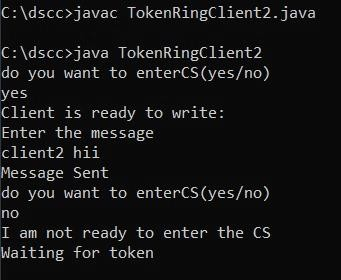 C:\dscc>javac TokenRingClient2.java
C:\dscc>java TokenRingClient2
do you want to enterCS(yes/no)
yes
Client is ready to write:
Enter the message
client2 hii
Message Sent
do you want to enterCS(yes/no)
no
I am not ready to enter the CS
Waiting for token